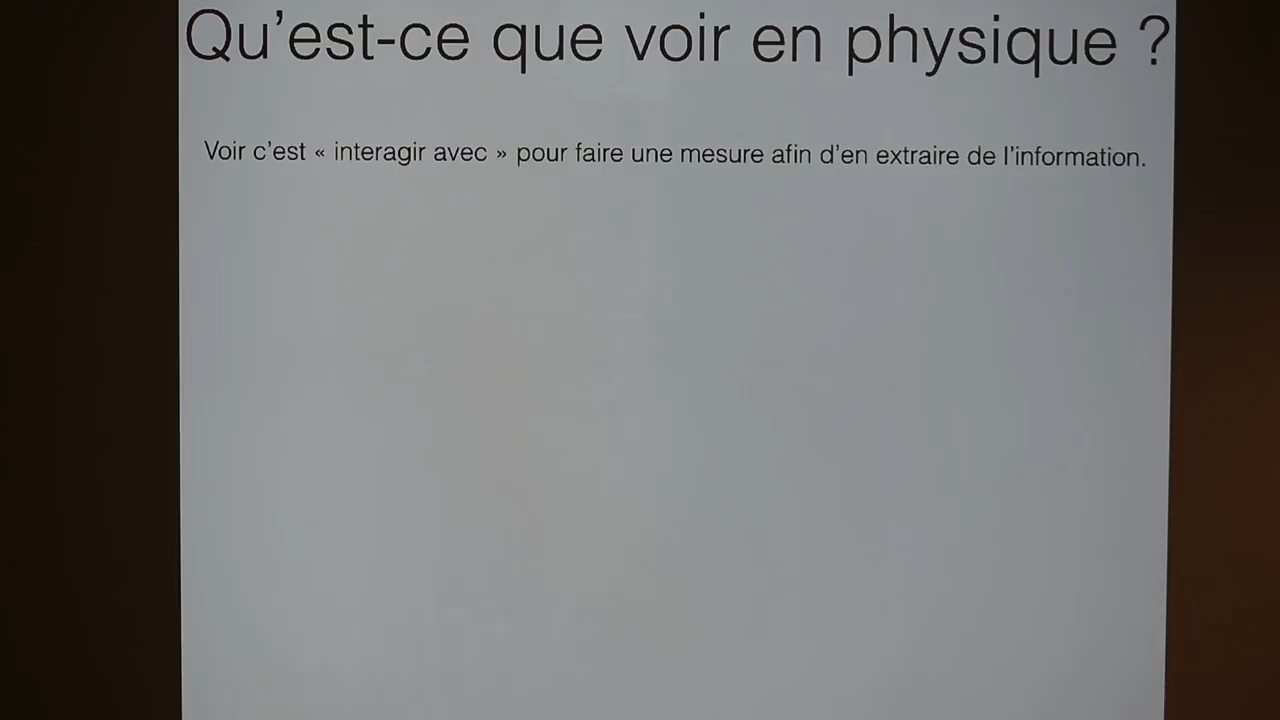 Qu’est-ce que voir en physique ?
Voir c’est « interagir avec » pour faire une mesure afin d’en extraire de l’information.